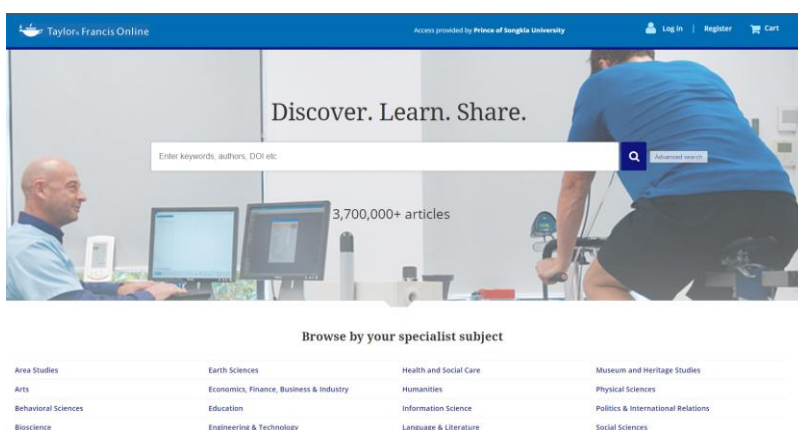 Taylor & Francis Online
Access provided by Prince of Songkla University
Log in | Register Cart
Discover. Learn. Share.
Enter keywords, authors, DOI etc
Advanced search
3,700,000+ articles
Browse by your specialist subject
Area Studies Earth Sciences Health and Social Care Museum and Heritage Studies
Arts Economics, Finance, Business & Industry Humanities Physical Sciences
Behavioral Sciences Education Information Science Politics & International Relations
Bioscience Engineering & Technology Language & Literature Social Sciences